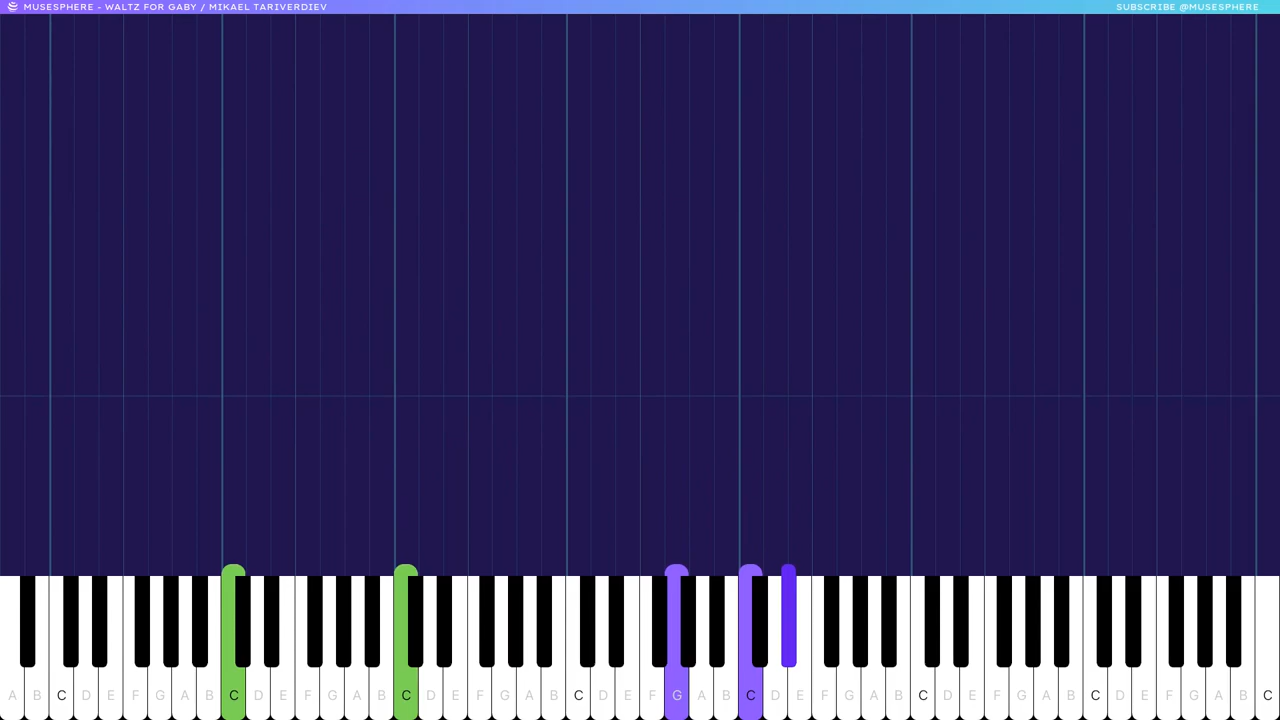 MUSESPHERE - WALTZ FOR GABY / MIKAEL TARIVERDIEV
SUBSCRIBE @MUSESPHERE
A B C D E F G A B C D E F G A B C D E F G A B C D E F G A B C D E F G A B C D E F G A B C D E F G A B C